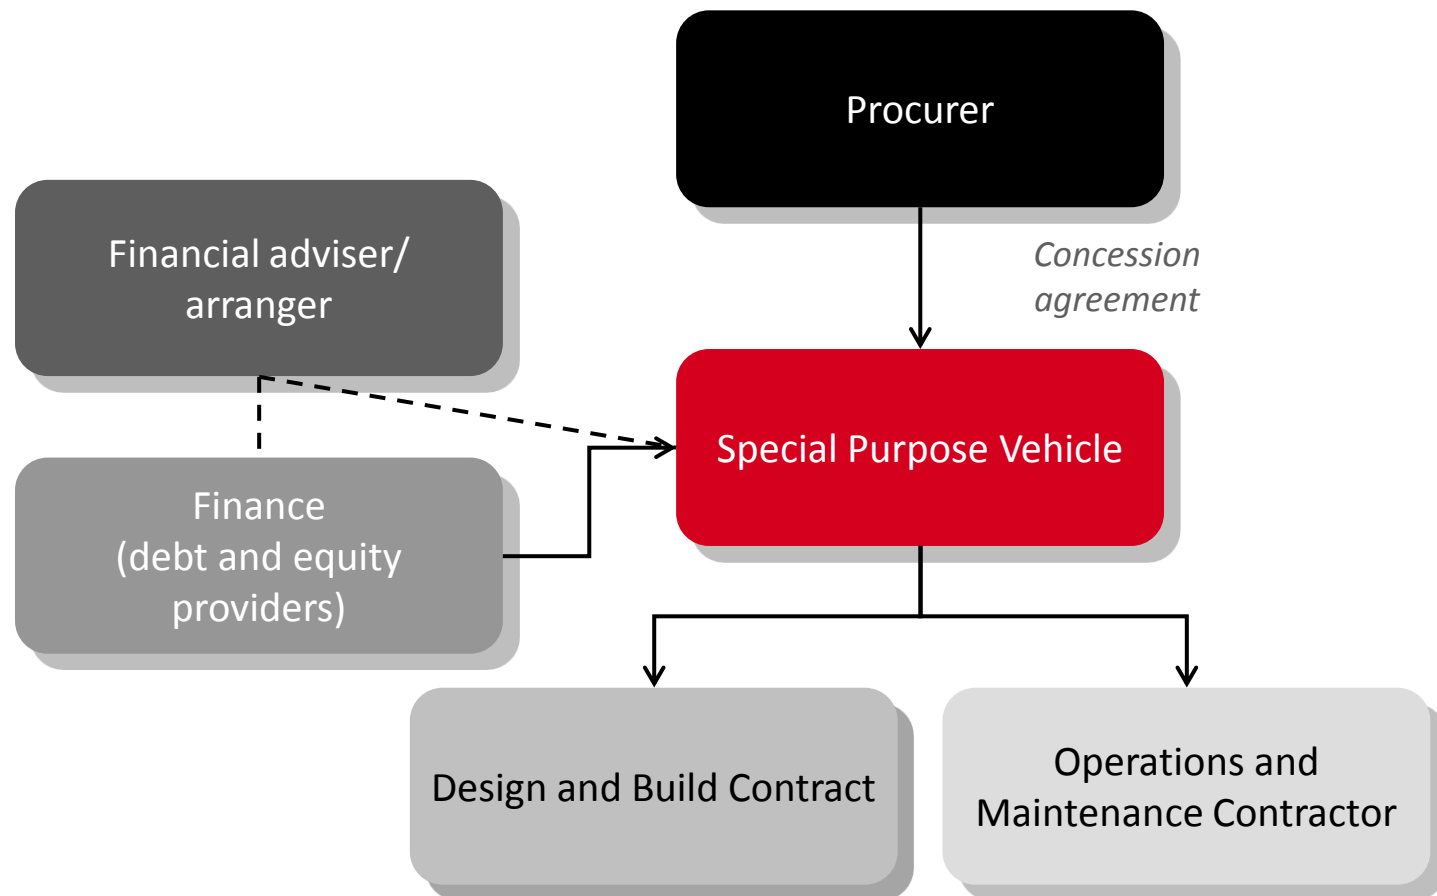 Procurer
Financial adviser/
arranger
Concession
agreement
Special Purpose Vehicle
Finance
(debt and equity
providers)
Design and Build Contract
Operations and
Maintenance Contractor